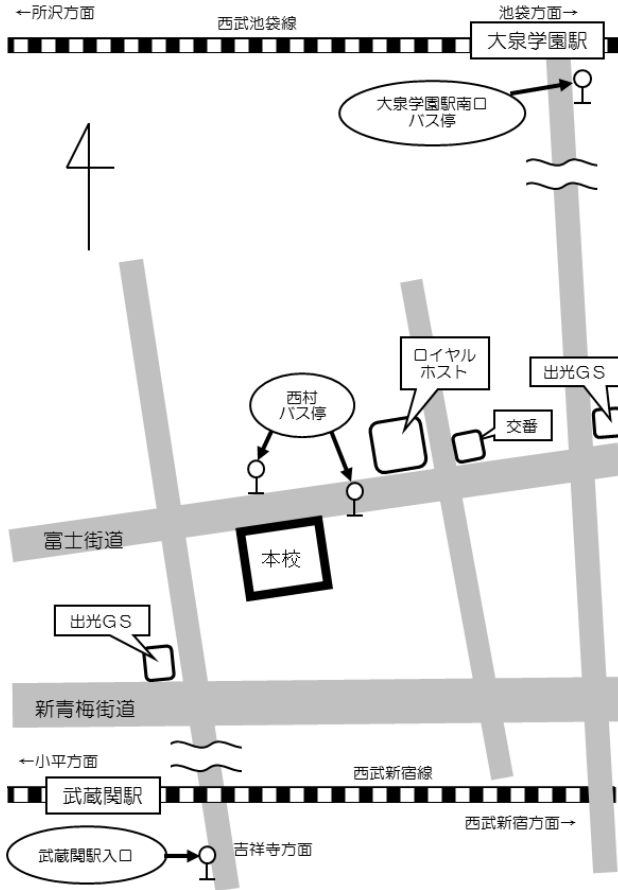 ←所沢方面
西武池袋線
池袋方面→
大泉学園駅
大泉学園駅南口
バス停
ロイヤル
ホスト
出光GS
西村
バス停
交番
富士街道
本校
出光GS
新青梅街道
←小平方面
西武新宿線
武蔵関駅
西武新宿方面→
武蔵関駅入口
吉祥寺方面